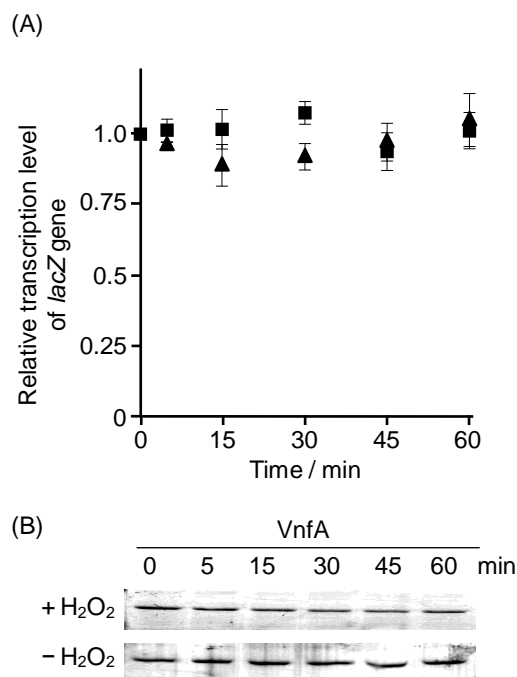 (A)
Relative transcription level
of lacZ gene
1.0
0.75
0.5
0.25
0
0 15 30 45 60
Time / min
(B)
VnfA
0 5 15 30 45 60 min
+ H₂O₂
− H₂O₂